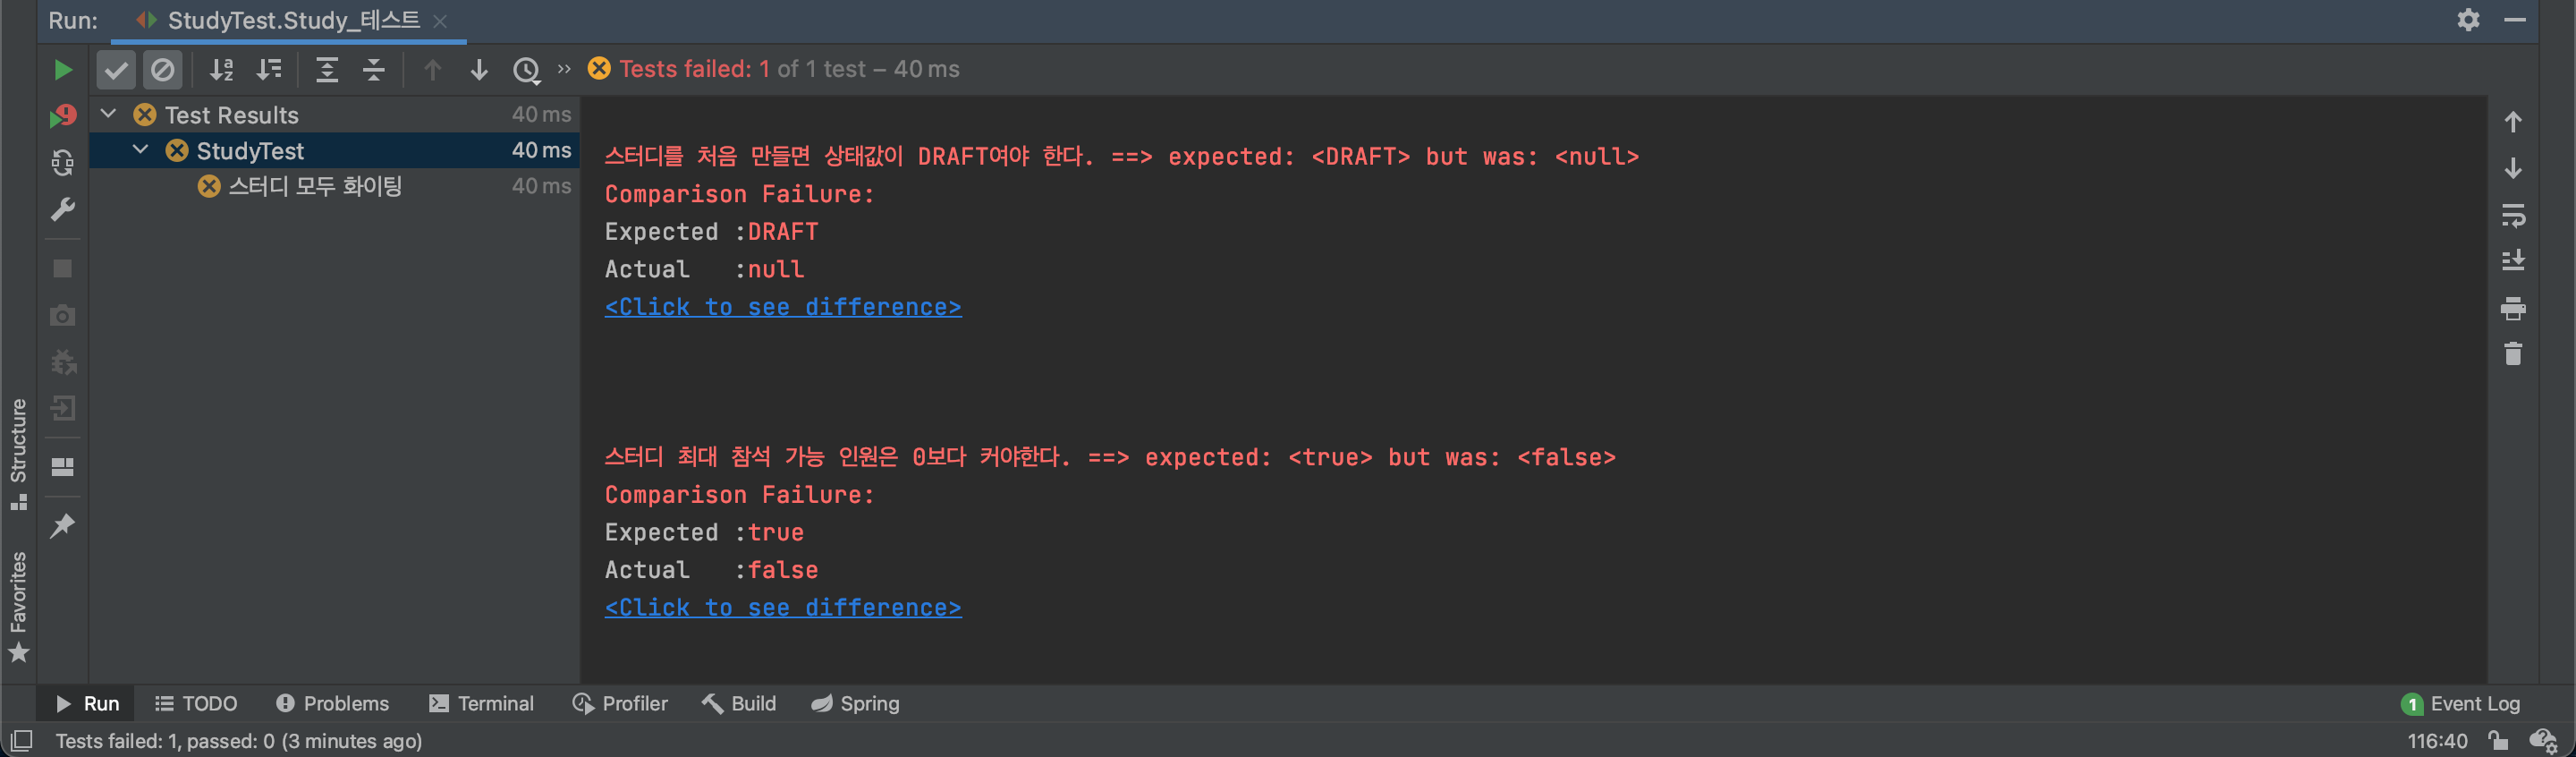 Run: StudyTest.Study_테스트
Tests failed: 1 of 1 test – 40 ms
Test Results 40 ms
StudyTest 40 ms
스터디 모두 화이팅 40 ms
스터디를 처음 만들면 상태값이 DRAFT여야 한다. ==> expected: <DRAFT> but was: <null>
Comparison Failure:
Expected :DRAFT
Actual   :null
<Click to see difference>
스터디 최대 참석 가능 인원은 0보다 커야한다. ==> expected: <true> but was: <false>
Comparison Failure:
Expected :true
Actual   :false
<Click to see difference>
Structure
Favorites
Run TODO Problems Terminal Profiler Build Spring 1 Event Log
Tests failed: 1, passed: 0 (3 minutes ago) 116:40